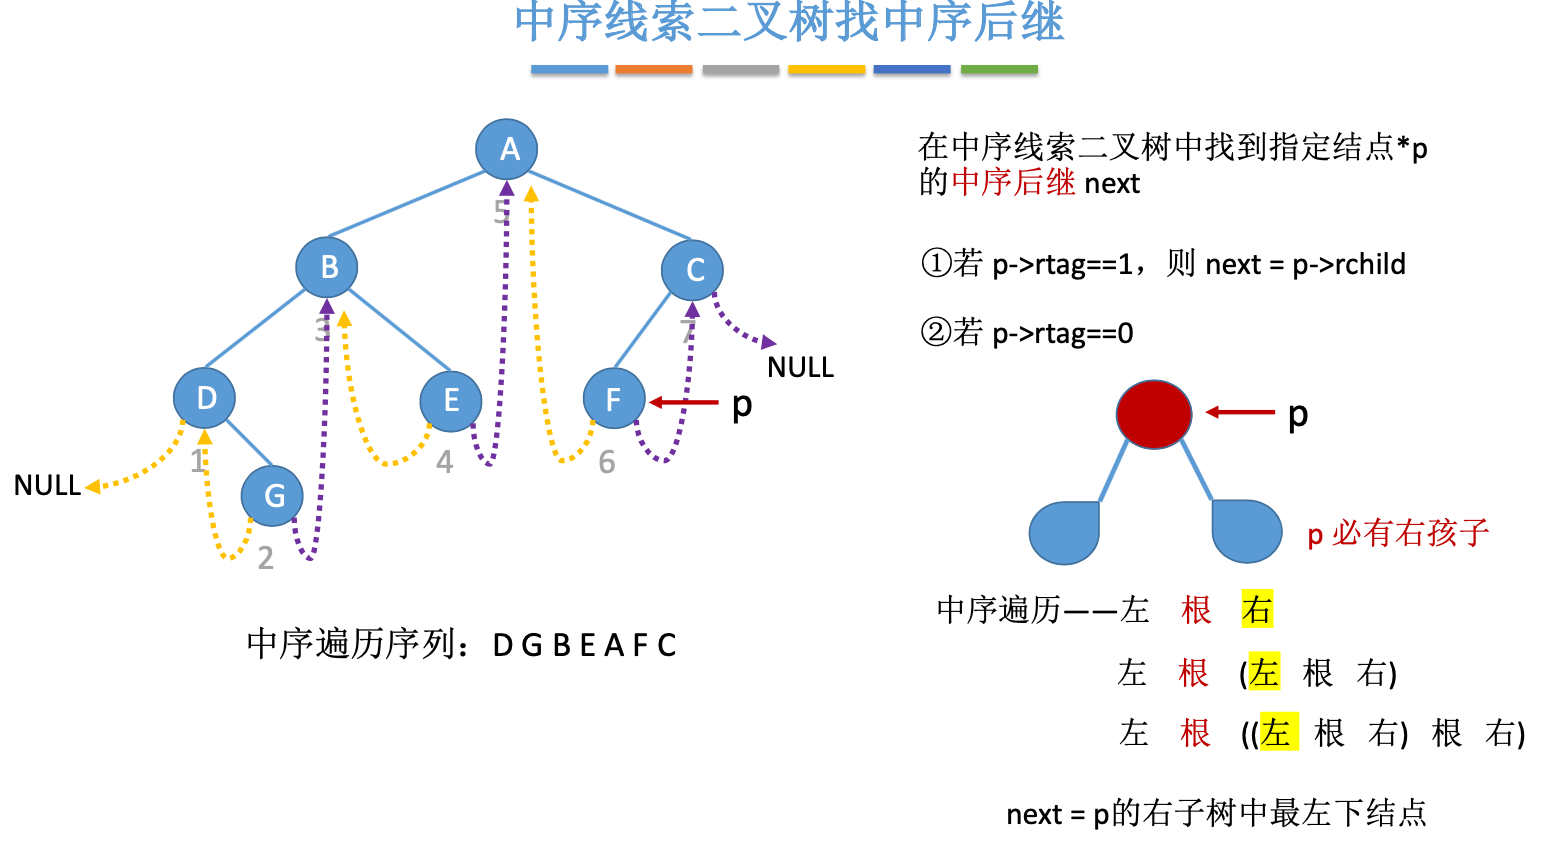 中序线索二叉树找中序后继
A
5
B
C
3
7
NULL
D
E
F
p
1
4
6
NULL
G
2
中序遍历序列：D G B E A F C
在中序线索二叉树中找到指定结点*p
的中序后继 next
①若 p->rtag==1，则 next = p->rchild
②若 p->rtag==0
p
p 必有右孩子
中序遍历——左 根 右
左 根 (左 根 右)
左 根 ((左 根 右) 根 右)
next = p的右子树中最左下结点